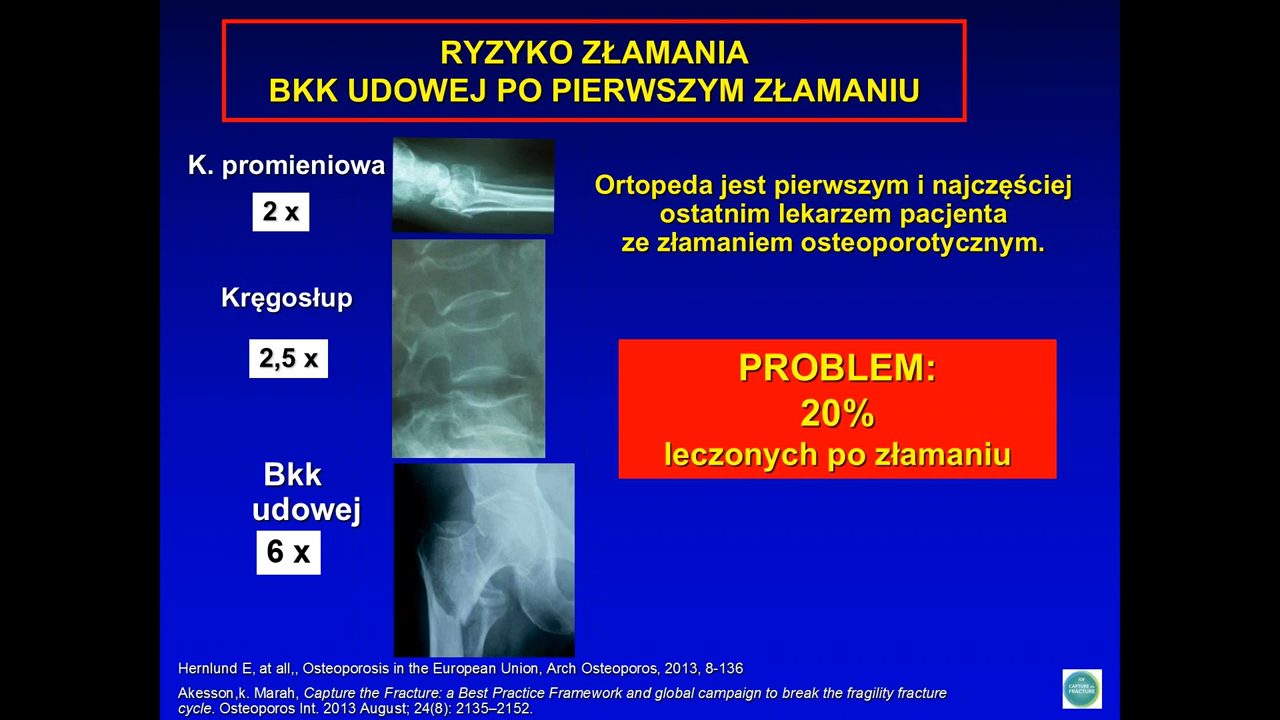 RYZYKO ZŁAMANIA
BKK UDOWEJ PO PIERWSZYM ZŁAMANIU
K. promieniowa
2 x
Kręgosłup
2,5 x
Bkk
udowej
6 x
Ortopeda jest pierwszym i najczęściej
ostatnim lekarzem pacjenta
ze złamaniem osteoporotycznym.
PROBLEM:
20%
leczonych po złamaniu
Hernlund E, at all,, Osteoporosis in the European Union, Arch Osteoporos, 2013, 8-136
Akesson,k. Marah, Capture the Fracture: a Best Practice Framework and global campaign to break the fragility fracture
cycle. Osteoporos Int. 2013 August; 24(8): 2135–2152.
CAPTURE the
FRACTURE